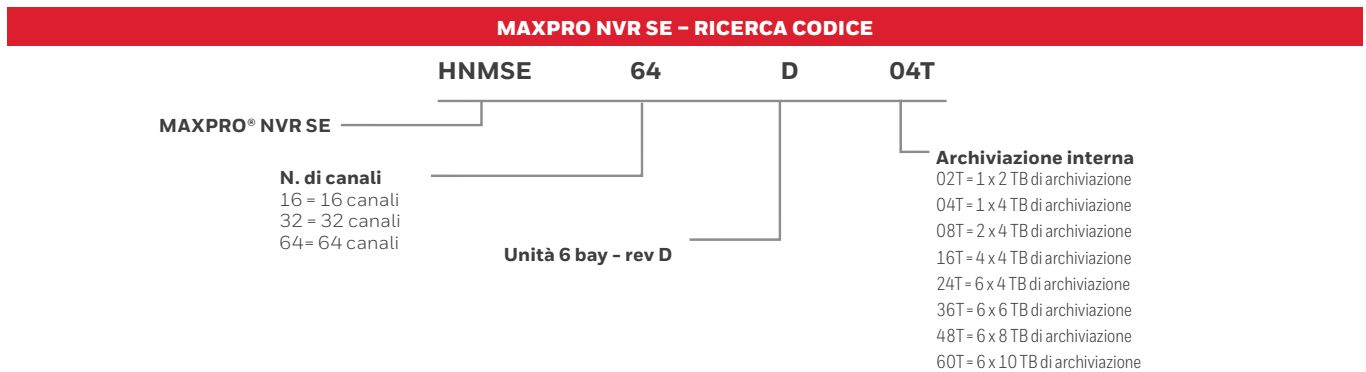 MAXPRO NVR SE – RICERCA CODICE
HNMSE 64 D 04T
MAXPRO® NVR SE
N. di canali
16 = 16 canali
32 = 32 canali
64= 64 canali
Unità 6 bay - rev D
Archiviazione interna
02T = 1 x 2 TB di archiviazione
04T = 1 x 4 TB di archiviazione
08T = 2 x 4 TB di archiviazione
16T = 4 x 4 TB di archiviazione
24T = 6 x 4 TB di archiviazione
36T = 6 x 6 TB di archiviazione
48T = 6 x 8 TB di archiviazione
60T = 6 x 10 TB di archiviazione